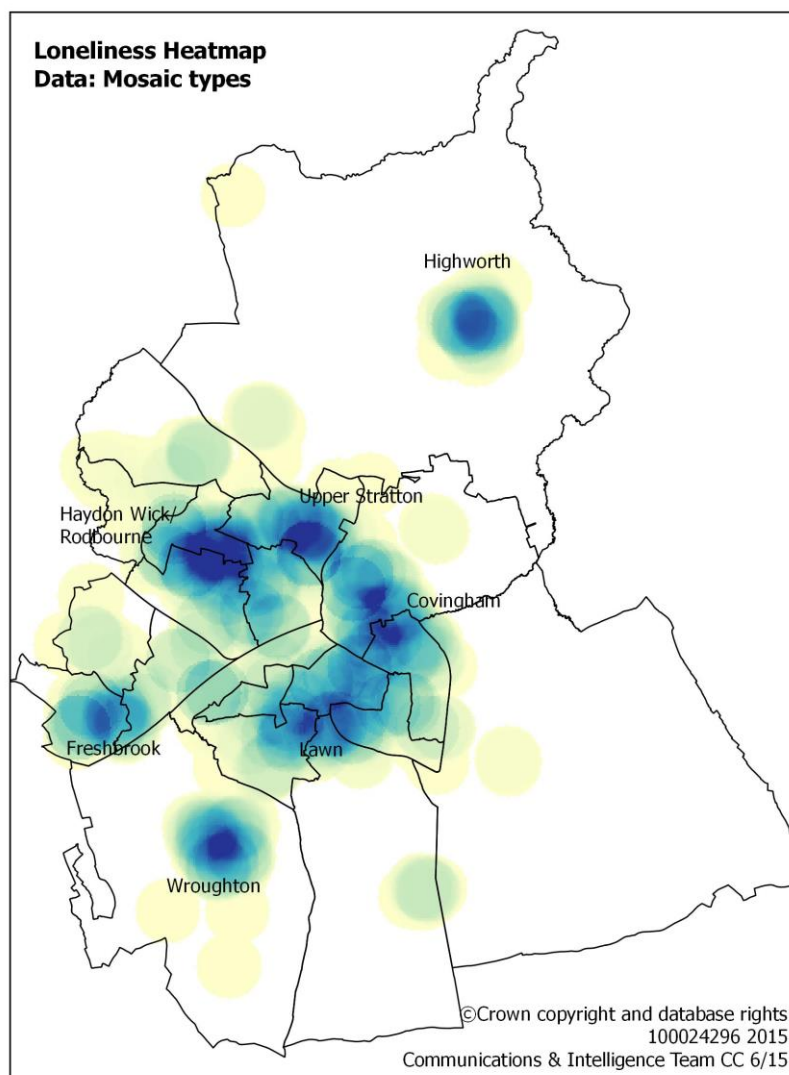 Loneliness Heatmap
Data: Mosaic types
Highworth
Upper Stratton
Haydon Wick/
Rodbourne
Covingham
Freshbrook
Lawn
Wroughton
©Crown copyright and database rights
100024296 2015
Communications & Intelligence Team CC 6/15